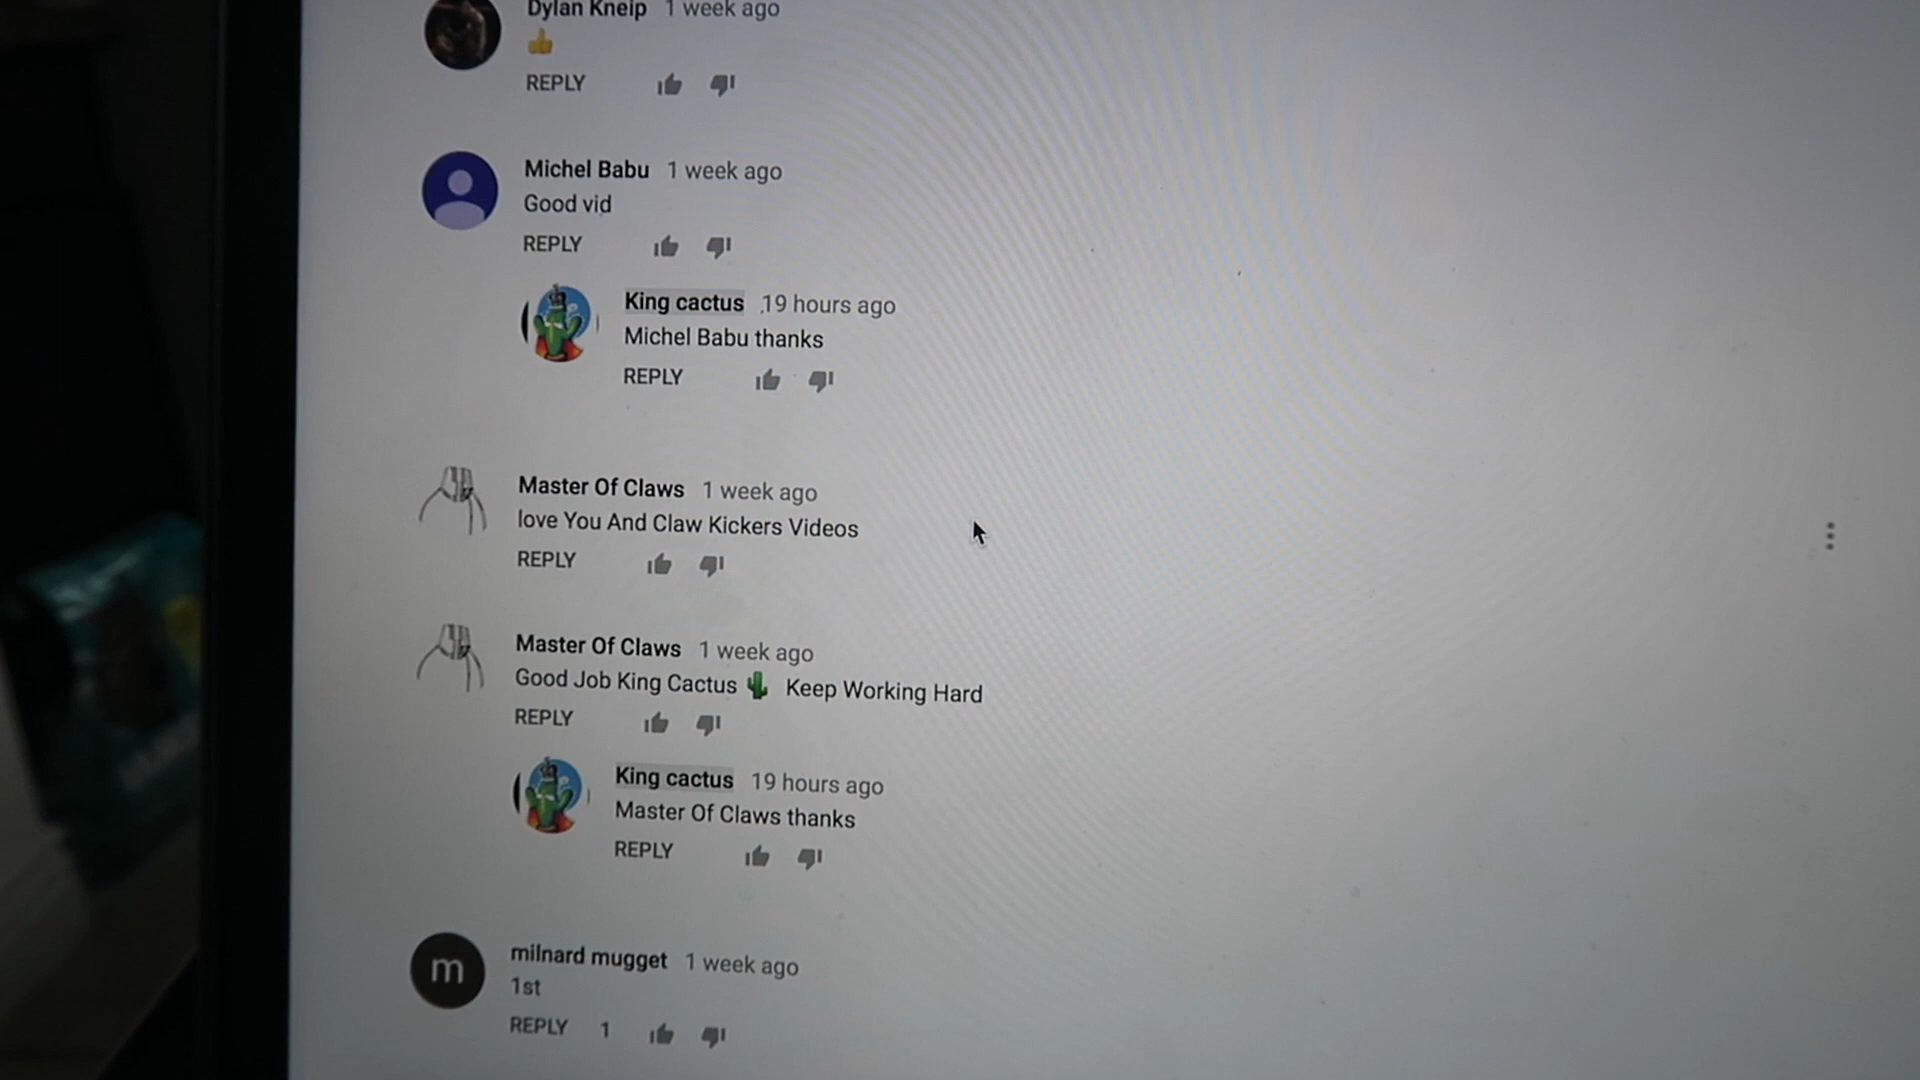 Dylan Kneip 1 week ago
👍
REPLY
Michel Babu 1 week ago
Good vid
REPLY
King cactus 19 hours ago
Michel Babu thanks
REPLY
Master Of Claws 1 week ago
love You And Claw Kickers Videos
REPLY
Master Of Claws 1 week ago
Good Job King Cactus 🌵 Keep Working Hard
REPLY
King cactus 19 hours ago
Master Of Claws thanks
REPLY
m
milnard mugget 1 week ago
1st
REPLY 1